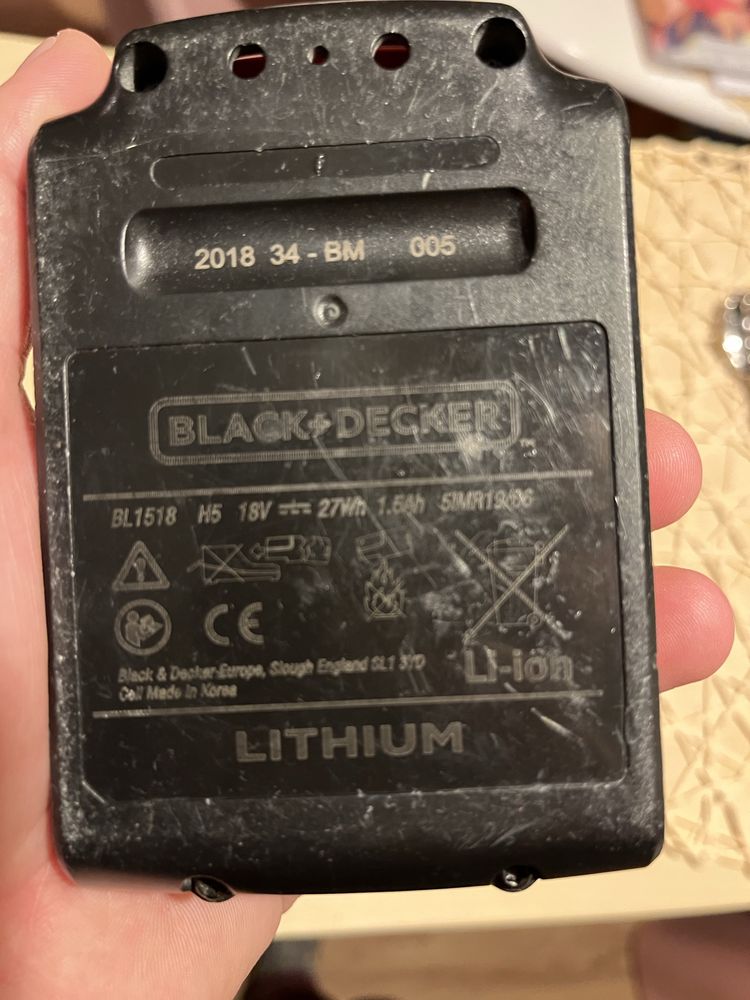 2018 34 - BM 005
BLACK+DECKER
BL1518 H5 18V 27Wh 1.5Ah 5IMR19/66
CE
Black & Decker Europe, Slough England SL1 3YD
Li-ion
Cell Made in Korea
LITHIUM